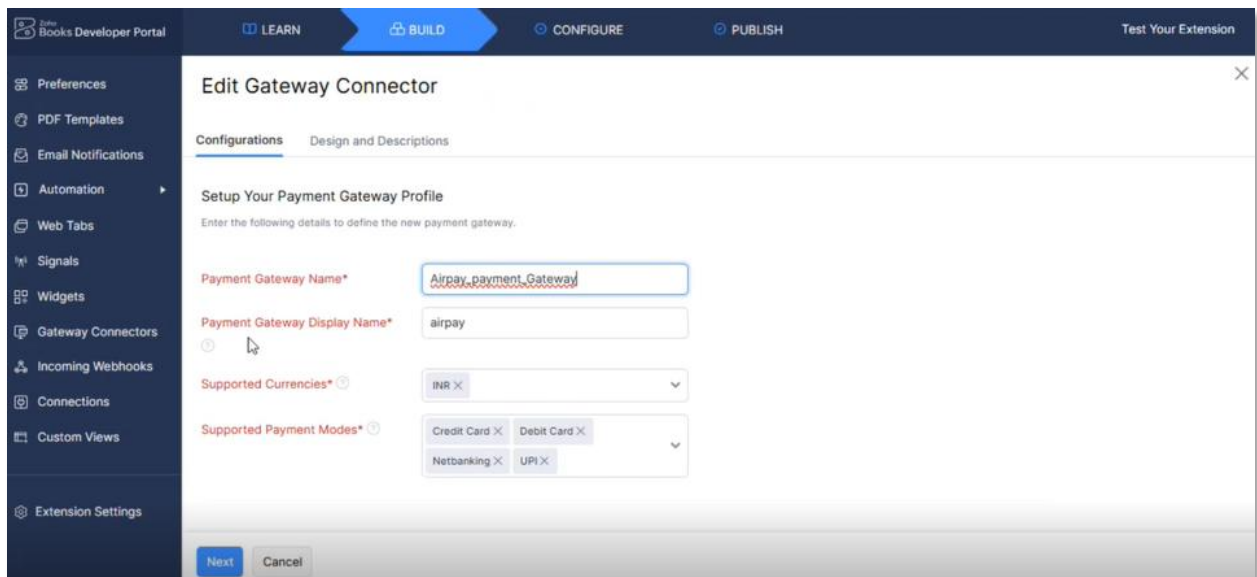 Zoho
Books Developer Portal
LEARN
BUILD
CONFIGURE
PUBLISH
Test Your Extension
Preferences
PDF Templates
Email Notifications
Automation
Web Tabs
Signals
Widgets
Gateway Connectors
Incoming Webhooks
Connections
Custom Views
Extension Settings
Edit Gateway Connector
Configurations
Design and Descriptions
Setup Your Payment Gateway Profile
Enter the following details to define the new payment gateway.
Payment Gateway Name*
Airpay_payment_Gateway
Payment Gateway Display Name*
airpay
Supported Currencies*
INR
Supported Payment Modes*
Credit Card Debit Card
Netbanking UPI
Next
Cancel